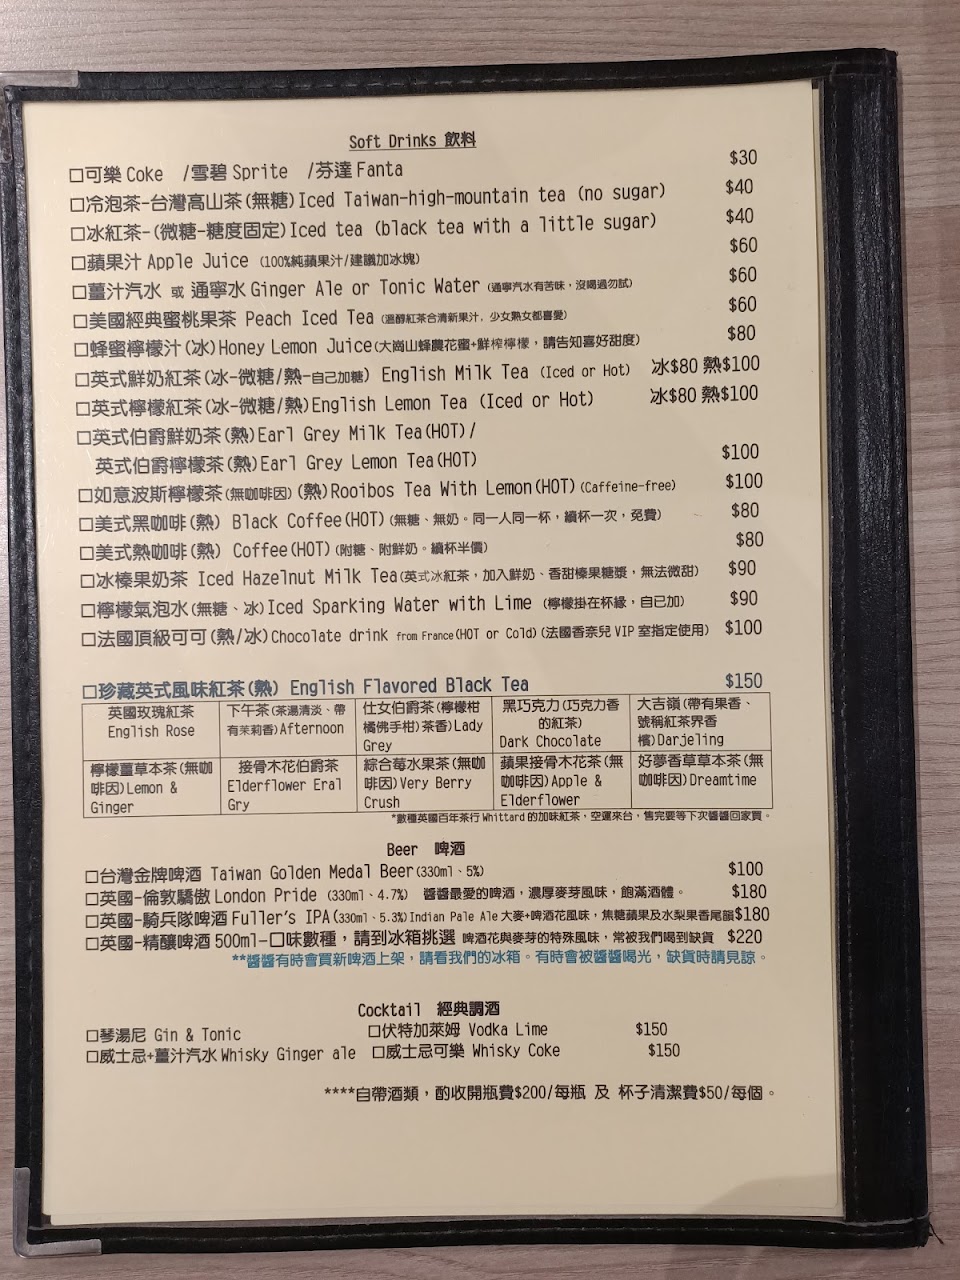 Soft Drinks 飲料
□可樂 Coke /雪碧 Sprite /芬達 Fanta $30
□冷泡茶-台灣高山茶(無糖)Iced Taiwan-high-mountain tea (no sugar) $40
□冰紅茶-(微糖-糖度固定)Iced tea (black tea with a little sugar) $40
□蘋果汁 Apple Juice (100%純蘋果汁/建議加冰塊) $60
□薑汁汽水 或 通寧水 Ginger Ale or Tonic Water (通寧汽水有苦味，沒喝過勿試) $60
□美國經典蜜桃果茶 Peach Iced Tea (溫醇紅茶合清新果汁, 少女熟女都喜愛) $60
□蜂蜜檸檬汁(冰)Honey Lemon Juice(大崗山蜂農花蜜+鮮榨檸檬，請告知喜好甜度) $80
□英式鮮奶紅茶(冰-微糖/熱-自己加糖) English Milk Tea (Iced or Hot) 冰$80 熱$100
□英式檸檬紅茶(冰-微糖/熱)English Lemon Tea (Iced or Hot) 冰$80 熱$100
□英式伯爵鮮奶茶(熱)Earl Grey Milk Tea(HOT)/
英式伯爵檸檬茶(熱)Earl Grey Lemon Tea(HOT) $100
□如意波斯檸檬茶(無咖啡因)(熱)Rooibos Tea With Lemon(HOT)(Caffeine-free) $100
□美式黑咖啡(熱) Black Coffee(HOT)(無糖、無奶。同一人同一杯，續杯一次，免費) $80
□美式熱咖啡(熱) Coffee(HOT)(附糖、附鮮奶。續杯半價) $80
□冰榛果奶茶 Iced Hazelnut Milk Tea(英式冰紅茶，加入鮮奶、香甜榛果糖漿，無法微甜) $90
□檸檬氣泡水(無糖、冰)Iced Sparking Water with Lime (檸檬掛在杯緣，自已加) $90
□法國頂級可可(熱/冰)Chocolate drink from France(HOT or Cold)(法國香奈兒 VIP 室指定使用) $100
□珍藏英式風味紅茶(熱) English Flavored Black Tea $150
英國玫瑰紅茶 English Rose
下午茶(茶湯清淡、帶有茉莉香)Afternoon
仕女伯爵茶(檸檬柑橘佛手柑)茶香)Lady Grey
黑巧克力(巧克力香的紅茶) Dark Chocolate
大吉嶺(帶有果香、號稱紅茶界香檳)Darjeling
檸檬薑草本茶(無咖啡因)Lemon & Ginger
接骨木花伯爵茶 Elderflower Eral Gry
綜合莓水果茶(無咖啡因)Very Berry Crush
蘋果接骨木花茶(無咖啡因)Apple & Elderflower
好夢香草草本茶(無咖啡因)Dreamtime
*數種英國百年茶行 Whittard 的加味紅茶，空運來台，售完要等下次醬醬回家買。
Beer 啤酒
□台灣金牌啤酒 Taiwan Golden Medal Beer(330ml、5%) $100
□英國-倫敦驕傲 London Pride (330ml、4.7%) 醬醬最愛的啤酒，濃厚麥芽風味，飽滿酒體。 $180
□英國-騎兵隊啤酒 Fuller's IPA(330ml、5.3%)Indian Pale Ale 大麥+啤酒花風味，焦糖蘋果及水梨果香尾韻$180
□英國-精釀啤酒 500ml-口味數種，請到冰箱挑選 啤酒花與麥芽的特殊風味，常被我們喝到缺貨 $220
**醬醬有時會買新啤酒上架，請看我們的冰箱。有時會被醬醬喝光，缺貨時請見諒。
Cocktail 經典調酒
□琴湯尼 Gin & Tonic □伏特加萊姆 Vodka Lime $150
□威士忌+薑汁汽水 Whisky Ginger ale □威士忌可樂 Whisky Coke $150
****自帶酒類，酌收開瓶費$200/每瓶 及 杯子清潔費$50/每個。